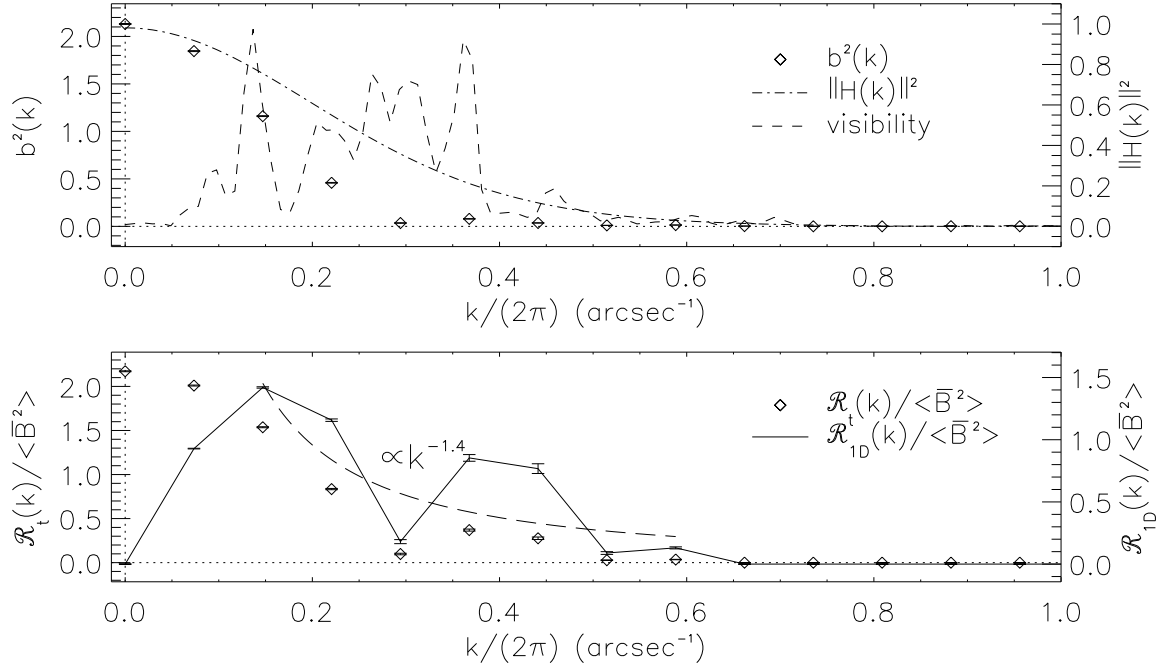 2.0
1.5
1.0
0.5
0.0
b²(k)
b²(k)
||H(k)||²
visibility
1.0
0.8
0.6
0.4
0.2
0.0
||H(k)||²
0.0 0.2 0.4 0.6 0.8 1.0
k/(2π) (arcsec⁻¹)
2.0
1.5
1.0
0.5
0.0
ℛₜ(k)/<B̅²>
∝k⁻¹·⁴
ℛₜ(k)/<B̅²>
ℛ₁D(k)/<B̅²>
1.5
1.0
0.5
0.0
ℛ₁D(k)/<B̅²>
0.0 0.2 0.4 0.6 0.8 1.0
k/(2π) (arcsec⁻¹)